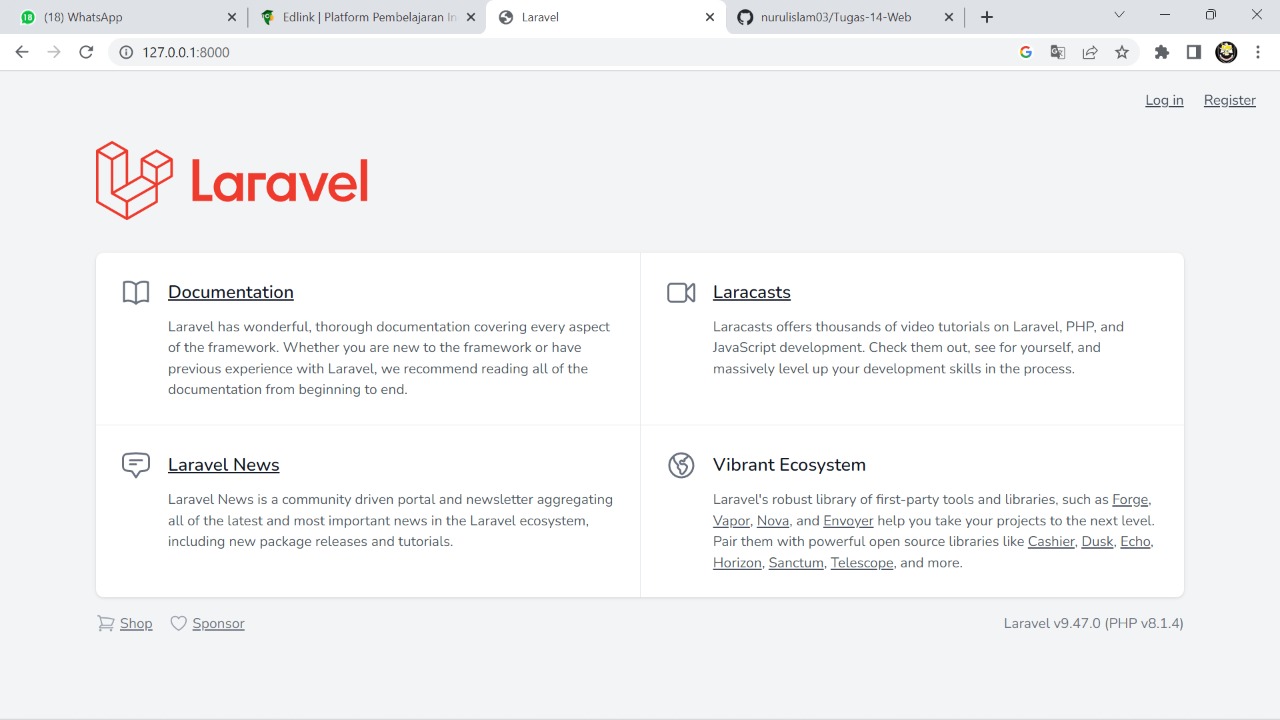 (18) WhatsApp
Edlink | Platform Pembelajaran In
Laravel
nurulislam03/Tugas-14-Web
127.0.0.1:8000
Log in Register
Laravel
Documentation
Laravel has wonderful, thorough documentation covering every aspect
of the framework. Whether you are new to the framework or have
previous experience with Laravel, we recommend reading all of the
documentation from beginning to end.
Laracasts
Laracasts offers thousands of video tutorials on Laravel, PHP, and
JavaScript development. Check them out, see for yourself, and
massively level up your development skills in the process.
Laravel News
Laravel News is a community driven portal and newsletter aggregating
all of the latest and most important news in the Laravel ecosystem,
including new package releases and tutorials.
Vibrant Ecosystem
Laravel's robust library of first-party tools and libraries, such as Forge,
Vapor, Nova, and Envoyer help you take your projects to the next level.
Pair them with powerful open source libraries like Cashier, Dusk, Echo,
Horizon, Sanctum, Telescope, and more.
Shop Sponsor
Laravel v9.47.0 (PHP v8.1.4)